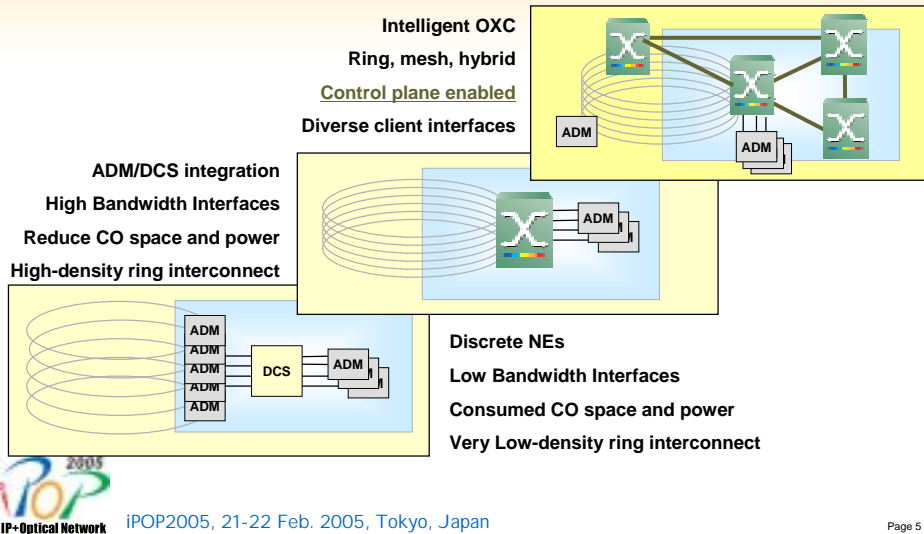 Intelligent OXC
Ring, mesh, hybrid
Control plane enabled
Diverse client interfaces
ADM
ADM
ADM/DCS integration
High Bandwidth Interfaces
Reduce CO space and power
High-density ring interconnect
ADM
M
ADM
ADM
ADM
ADM
ADM
DCS
ADM
M
Discrete NEs
Low Bandwidth Interfaces
Consumed CO space and power
Very Low-density ring interconnect
2005
iPOP
IP+Optical Network
iPOP2005, 21-22 Feb. 2005, Tokyo, Japan
Page 5